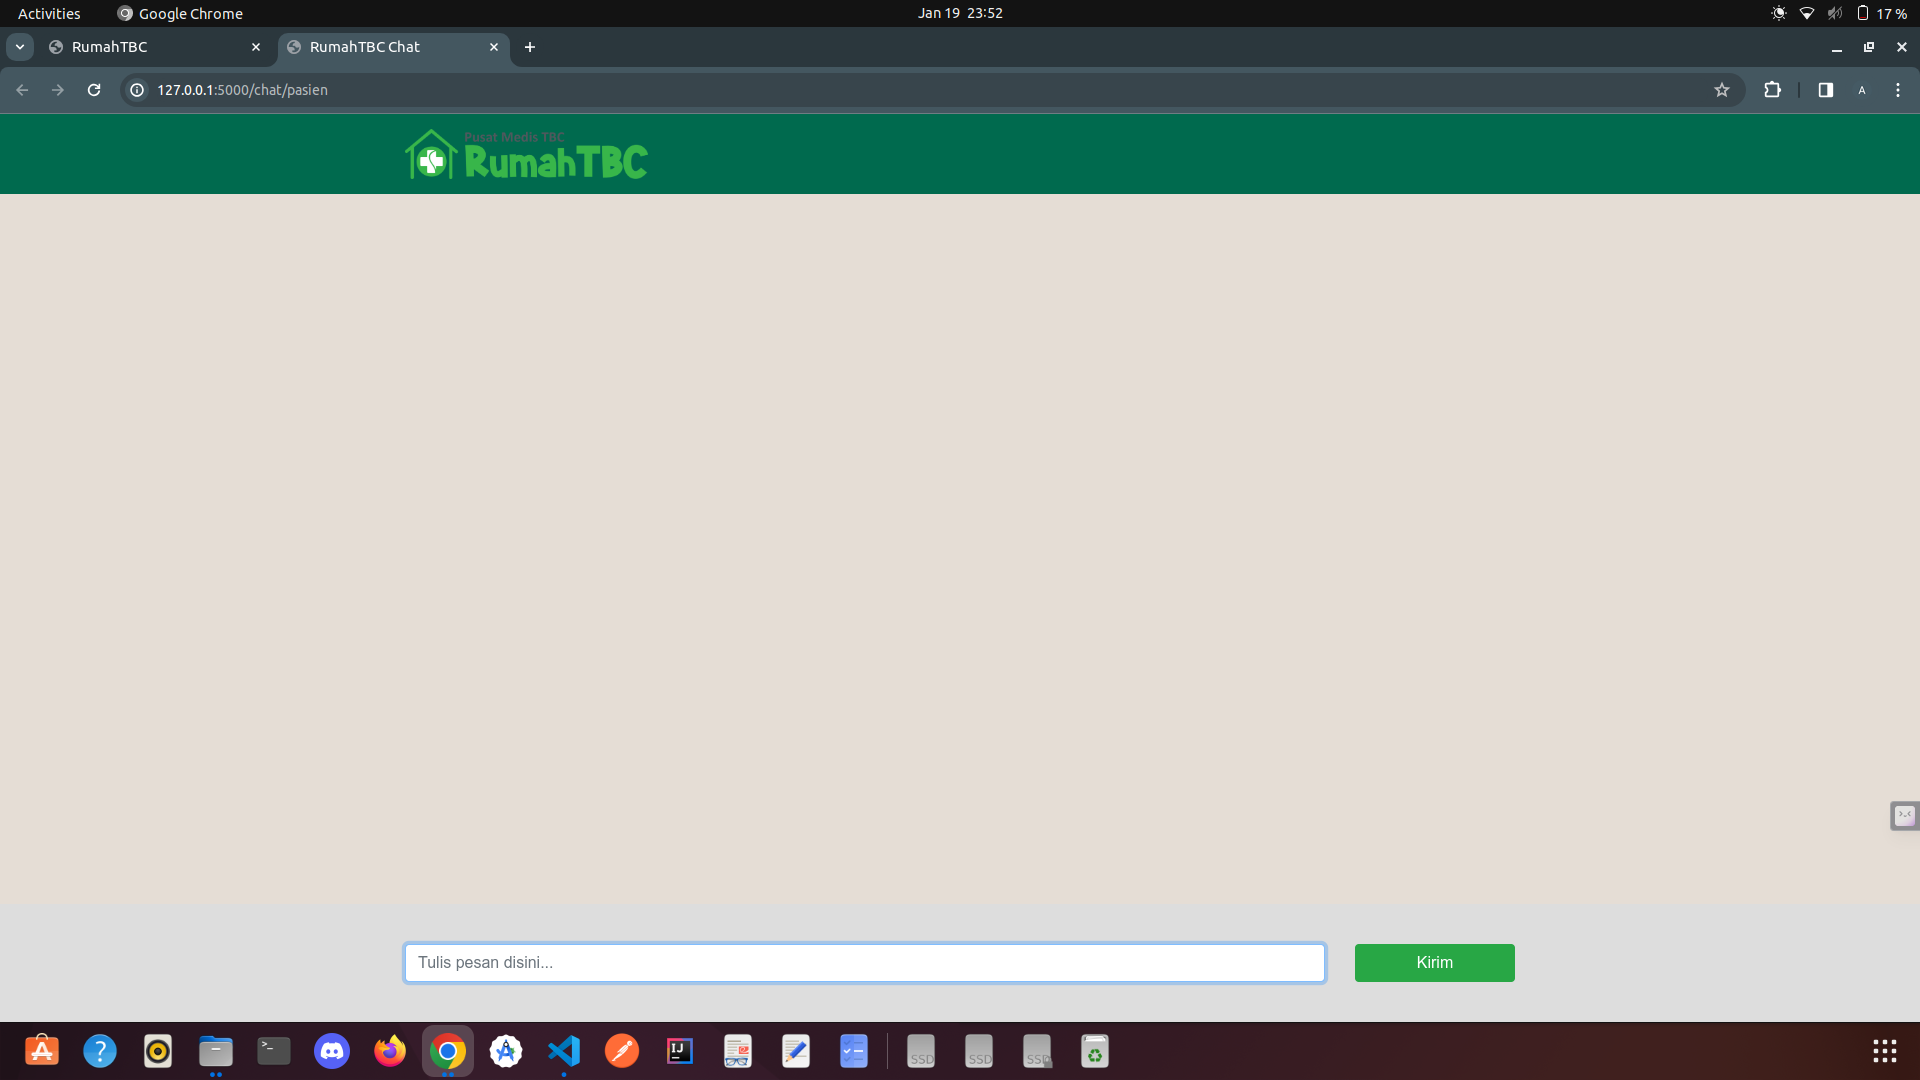 Activities
Google Chrome
Jan 19 23:52
17 %
RumahTBC
RumahTBC Chat
127.0.0.1:5000/chat/pasien
A
Pusat Medis TBC
RumahTBC
Tulis pesan disini...
Kirim
>_
IJ
SSD
SSD
SSD